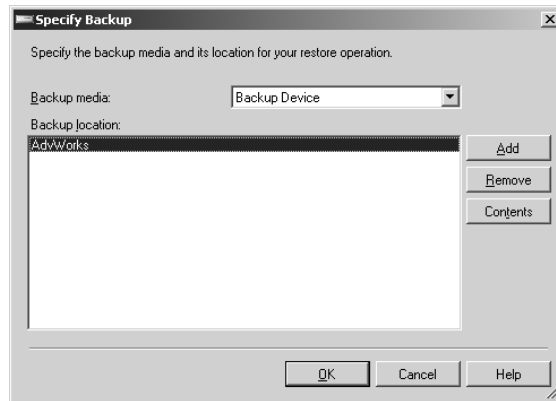 Specify Backup
Specify the backup media and its location for your restore operation.
Backup media:
Backup Device
Backup location:
AdvWorks
Add
Remove
Contents
OK
Cancel
Help